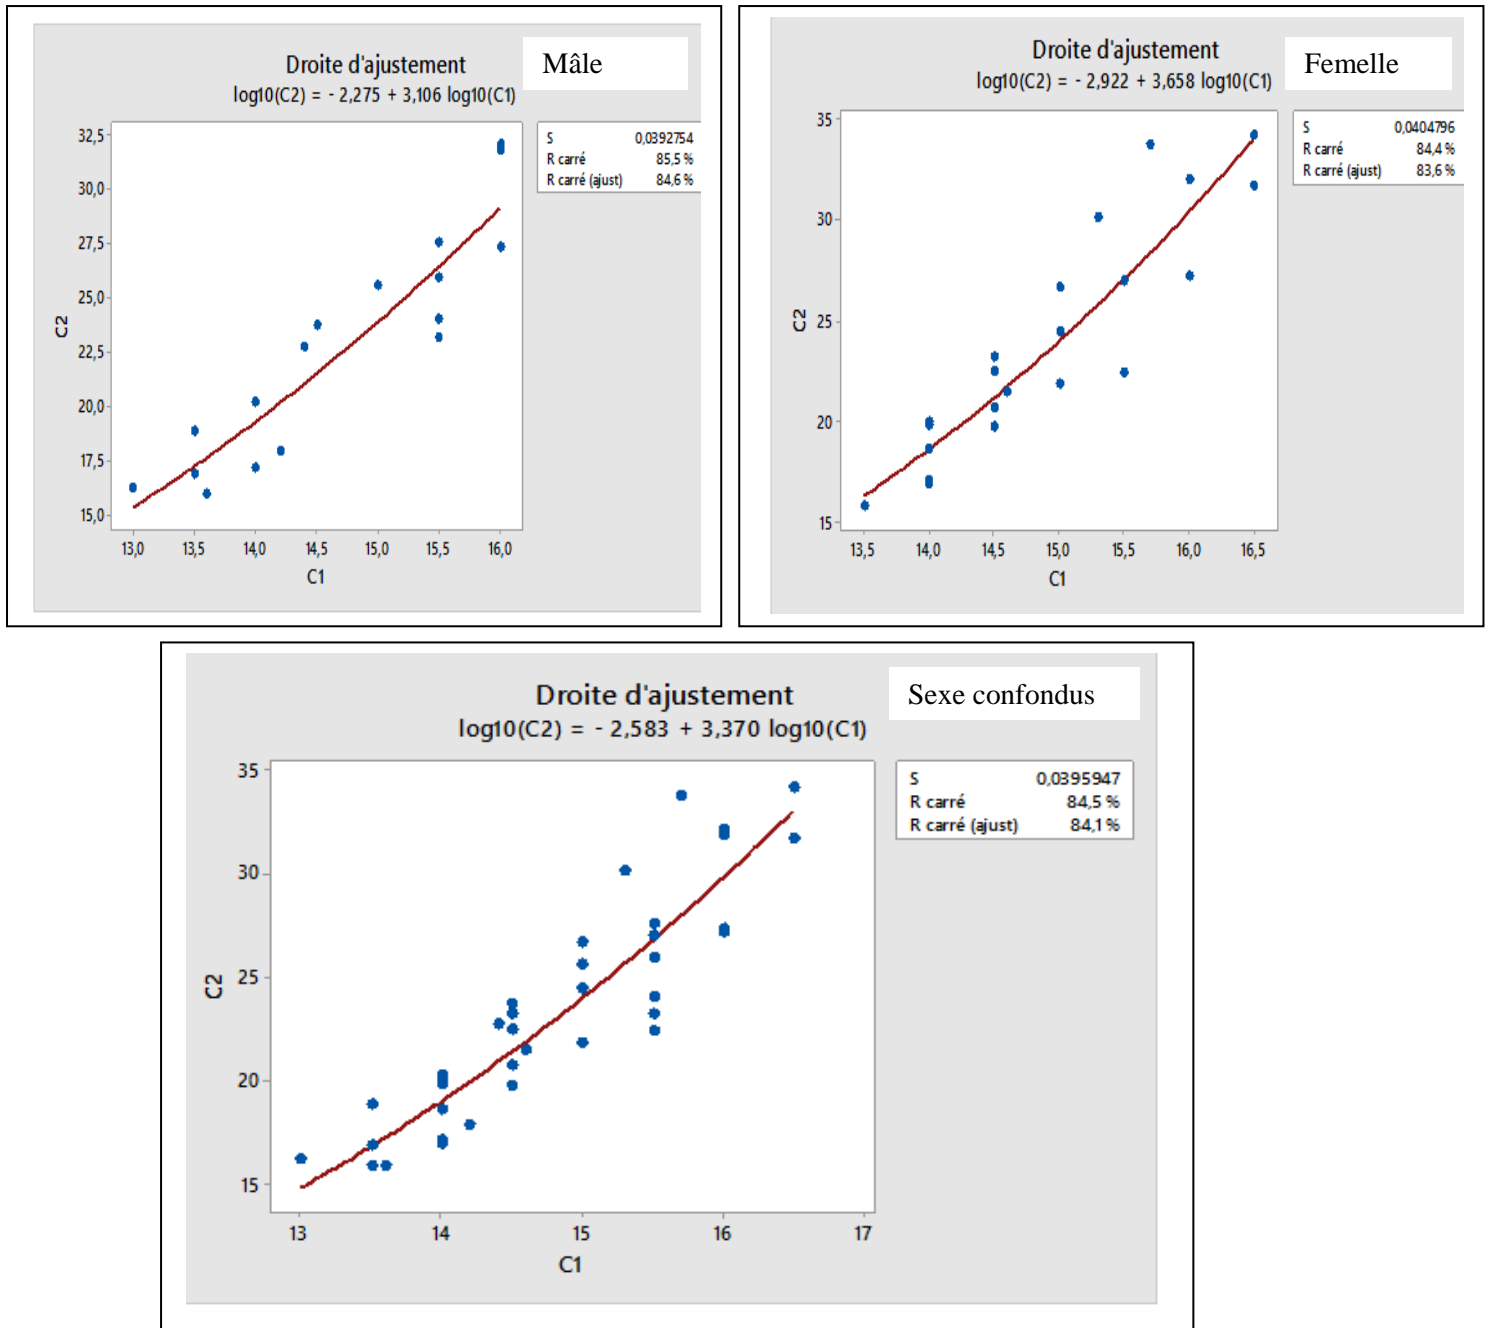 Droite d'ajustement
Mâle
log10(C2) = - 2,275 + 3,106 log10(C1)
S 0,0392754
R carré 85,5 %
R carré (ajust) 84,6 %
32,5
30,0
27,5
25,0
22,5
20,0
17,5
15,0
C2
13,0 13,5 14,0 14,5 15,0 15,5 16,0
C1
Droite d'ajustement
Femelle
log10(C2) = - 2,922 + 3,658 log10(C1)
S 0,0404796
R carré 84,4 %
R carré (ajust) 83,6 %
35
30
25
20
15
C2
13,5 14,0 14,5 15,0 15,5 16,0 16,5
C1
Droite d'ajustement
Sexe confondus
log10(C2) = - 2,583 + 3,370 log10(C1)
S 0,0395947
R carré 84,5 %
R carré (ajust) 84,1 %
35
30
25
20
15
C2
13 14 15 16 17
C1